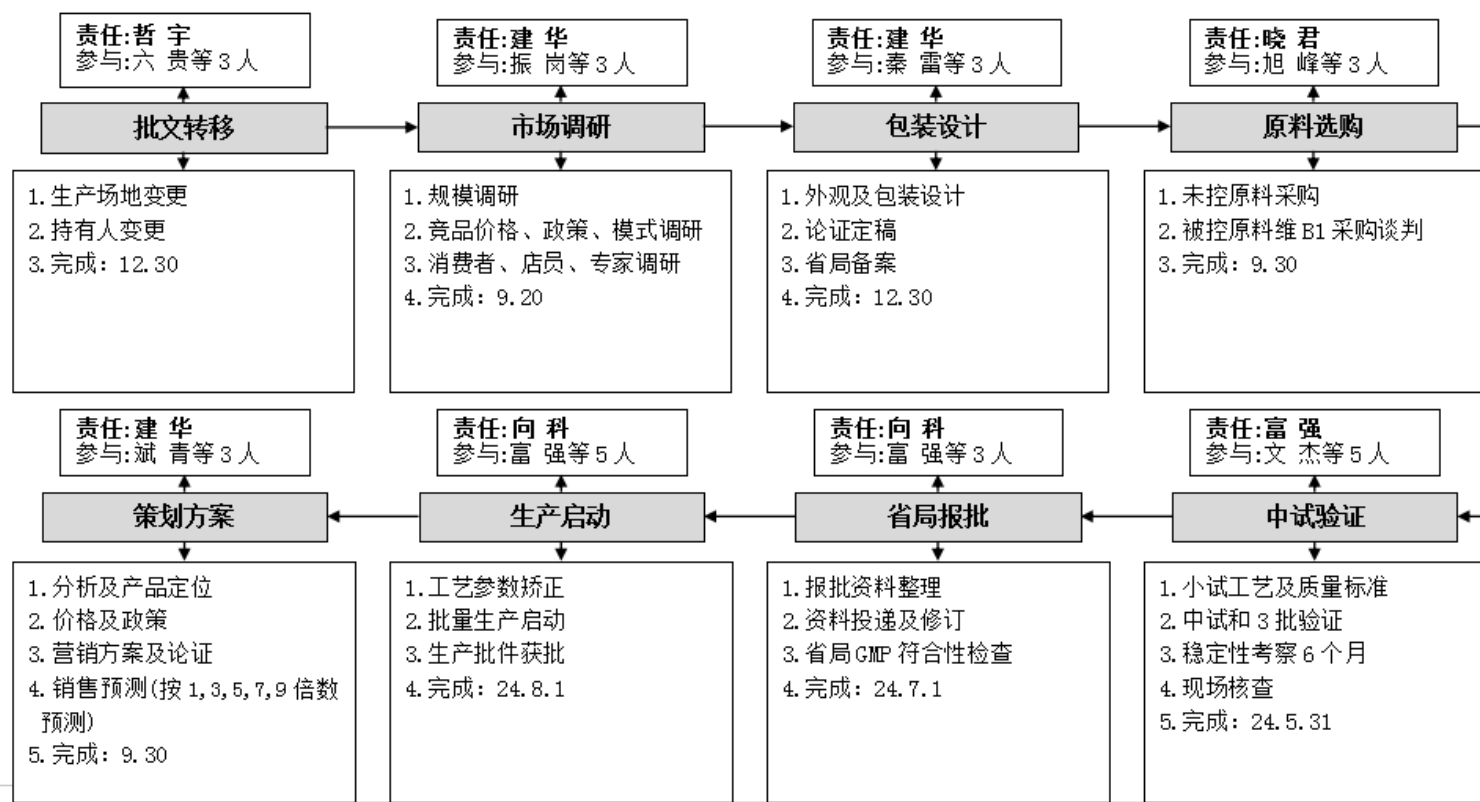 责任:哲 宇
参与:六 贵等3人
批文转移
1.生产场地变更
2.持有人变更
3.完成：12.30
责任:建 华
参与:振 岗等3人
市场调研
1.规模调研
2.竞品价格、政策、模式调研
3.消费者、店员、专家调研
4.完成：9.20
责任:建 华
参与:秦 雷等3人
包装设计
1.外观及包装设计
2.论证定稿
3.省局备案
4.完成：12.30
责任:晓 君
参与:旭 峰等3人
原料选购
1.未控原料采购
2.被控原料维B1采购谈判
3.完成：9.30
责任:建 华
参与:斌 青等3人
策划方案
1.分析及产品定位
2.价格及政策
3.营销方案及论证
4.销售预测(按1,3,5,7,9倍数
预测)
5.完成：9.30
责任:向 科
参与:富 强等5人
生产启动
1.工艺参数矫正
2.批量生产启动
3.生产批件获批
4.完成：24.8.1
责任:向 科
参与:富 强等3人
省局报批
1.报批资料整理
2.资料投递及修订
3.省局GMP符合性检查
4.完成：24.7.1
责任:富 强
参与:文 杰等5人
中试验证
1.小试工艺及质量标准
2.中试和3批验证
3.稳定性考察6个月
4.现场核查
5.完成：24.5.31